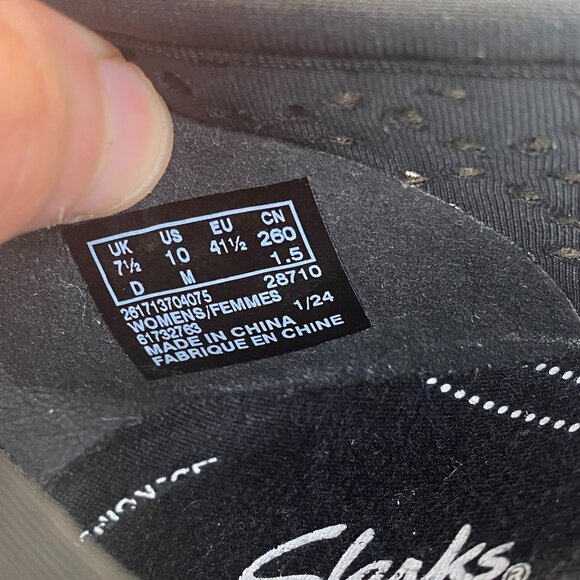 UK US EU CN
7½ 10 41½ 260
D M 1.5
261713704075 28710
WOMENS/FEMMES 1/24
61732763
MADE IN CHINA
FABRIQUE EN CHINE
Clarks®